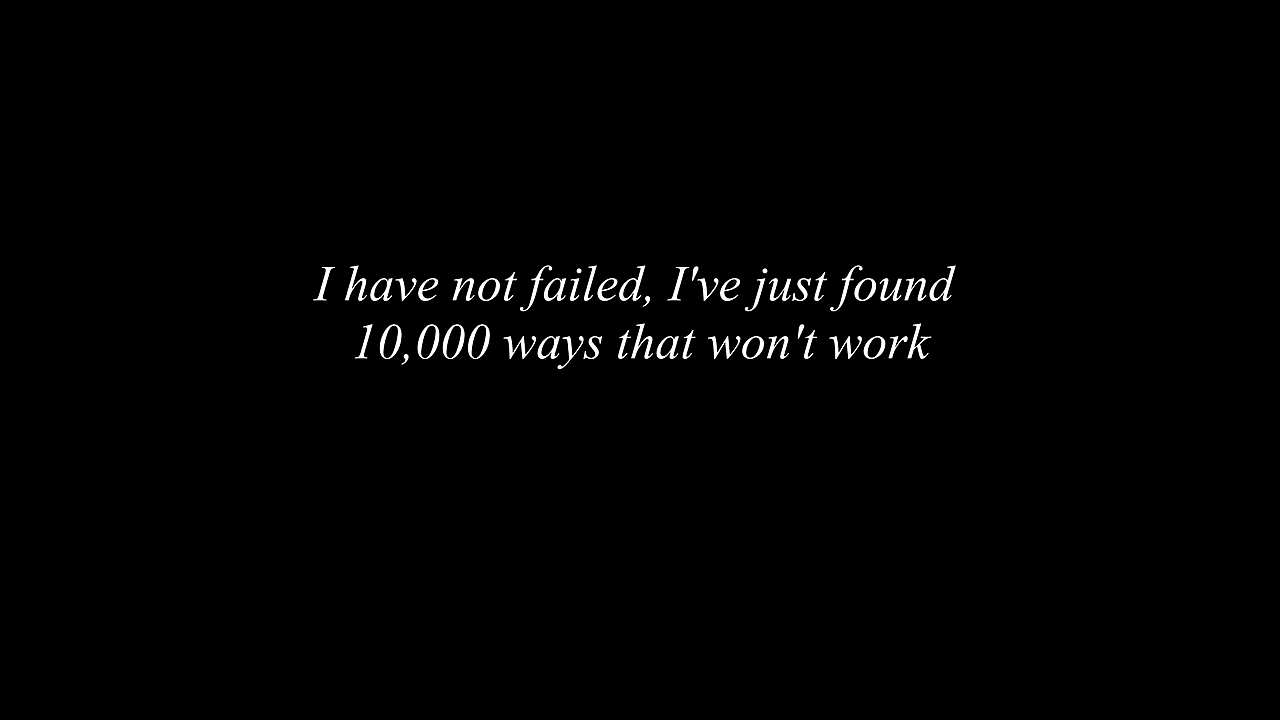 I have not failed, I've just found
10,000 ways that won't work